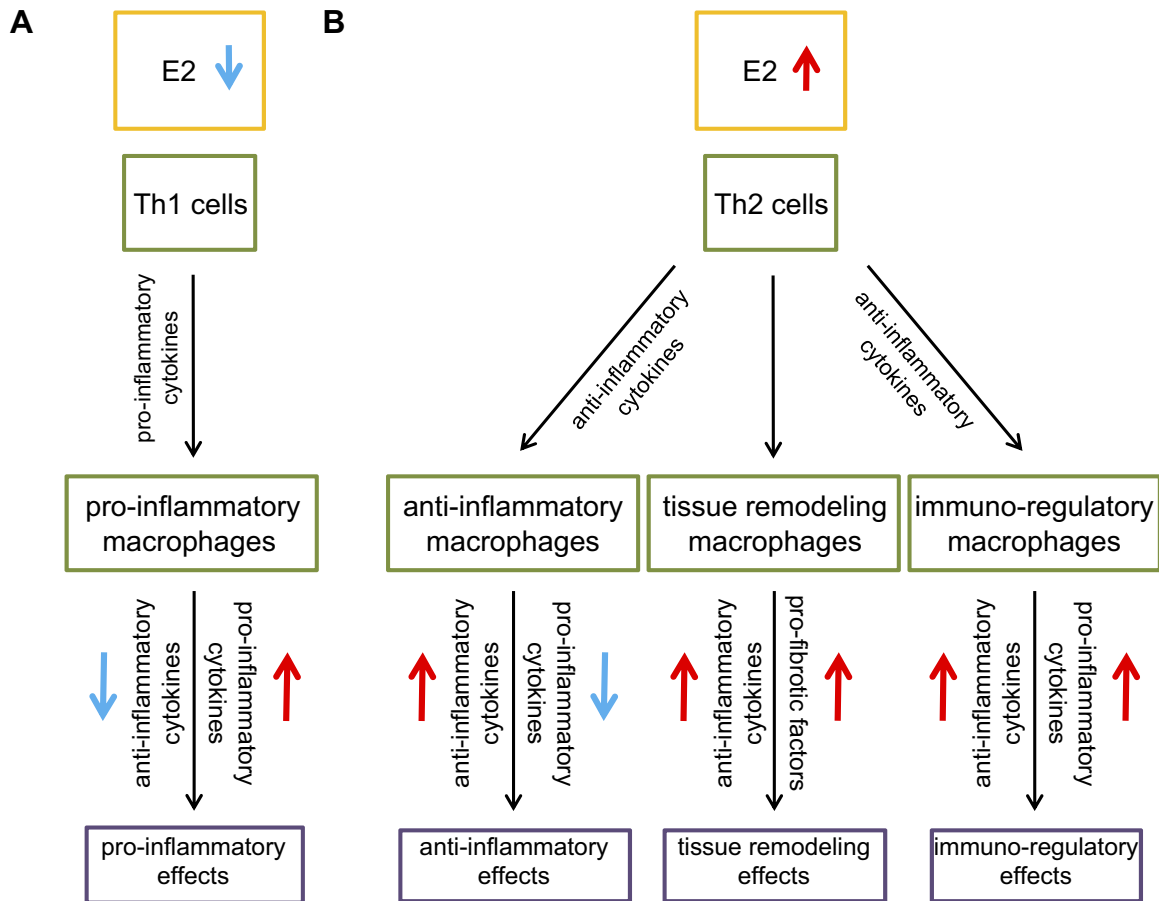 A
E2
Th1 cells
pro-inflammatory
cytokines
pro-inflammatory
macrophages
anti-inflammatory
cytokines
pro-inflammatory
cytokines
pro-inflammatory
effects
B
E2
Th2 cells
anti-inflammatory
cytokines
anti-inflammatory
cytokines
anti-inflammatory
macrophages
tissue remodeling
macrophages
immuno-regulatory
macrophages
anti-inflammatory
cytokines
pro-inflammatory
cytokines
anti-inflammatory
cytokines
pro-fibrotic factors
anti-inflammatory
cytokines
pro-inflammatory
cytokines
anti-inflammatory
effects
tissue remodeling
effects
immuno-regulatory
effects